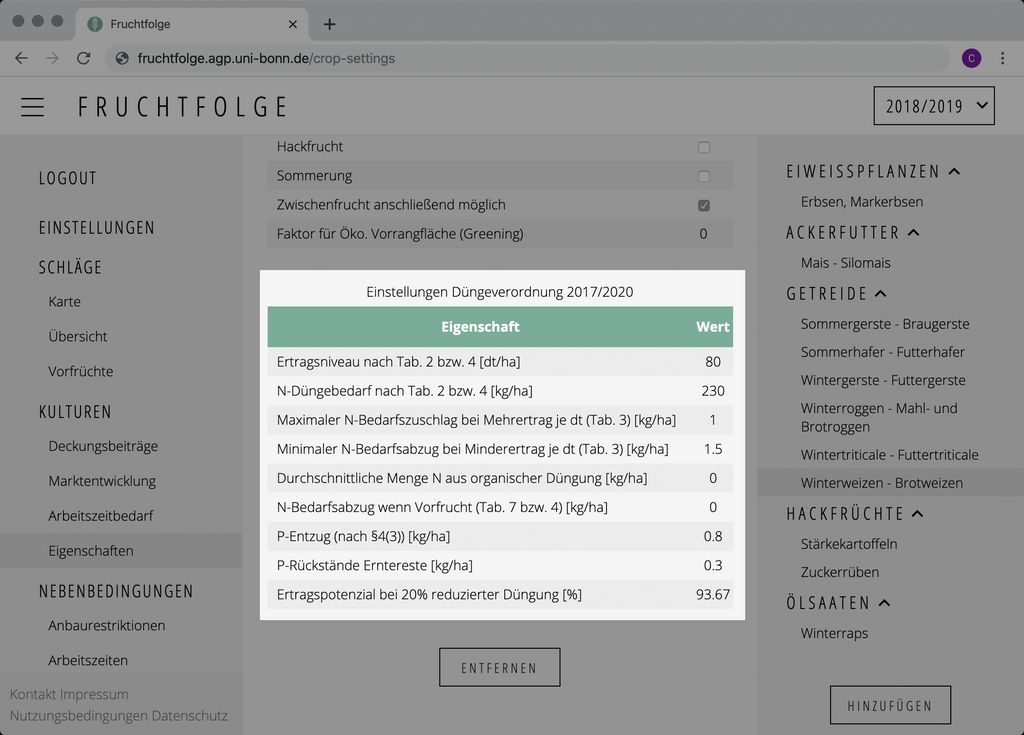 Fruchtfolge
fruchtfolge.agp.uni-bonn.de/crop-settings
C
FRUCHTFOLGE
2018/2019
LOGOUT
EINSTELLUNGEN
SCHLÄGE
Karte
Übersicht
Vorfrüchte
KULTUREN
Deckungsbeiträge
Marktentwicklung
Arbeitszeitbedarf
Eigenschaften
NEBENBEDINGUNGEN
Anbaurestriktionen
Arbeitszeiten
Kontakt Impressum
Nutzungsbedingungen Datenschutz
Hackfrucht
Sommerung
Zwischenfrucht anschließend möglich
Faktor für Öko. Vorrangfläche (Greening) 0
Einstellungen Düngeverordnung 2017/2020
Eigenschaft Wert
Ertragsniveau nach Tab. 2 bzw. 4 [dt/ha] 80
N-Düngebedarf nach Tab. 2 bzw. 4 [kg/ha] 230
Maximaler N-Bedarfszuschlag bei Mehrertrag je dt (Tab. 3) [kg/ha] 1
Minimaler N-Bedarfsabzug bei Minderertrag je dt (Tab. 3) [kg/ha] 1.5
Durchschnittliche Menge N aus organischer Düngung [kg/ha] 0
N-Bedarfsabzug wenn Vorfrucht (Tab. 7 bzw. 4) [kg/ha] 0
P-Entzug (nach §4(3)) [kg/ha] 0.8
P-Rückstände Erntereste [kg/ha] 0.3
Ertragspotenzial bei 20% reduzierter Düngung [%] 93.67
ENTFERNEN
EIWEISSPFLANZEN
Erbsen, Markerbsen
ACKERFUTTER
Mais - Silomais
GETREIDE
Sommergerste - Braugerste
Sommerhafer - Futterhafer
Wintergerste - Futtergerste
Winterroggen - Mahl- und
Brotroggen
Wintertriticale - Futtertriticale
Winterweizen - Brotweizen
HACKFRÜCHTE
Stärkekartoffeln
Zuckerrüben
ÖLSAATEN
Winterraps
HINZUFÜGEN